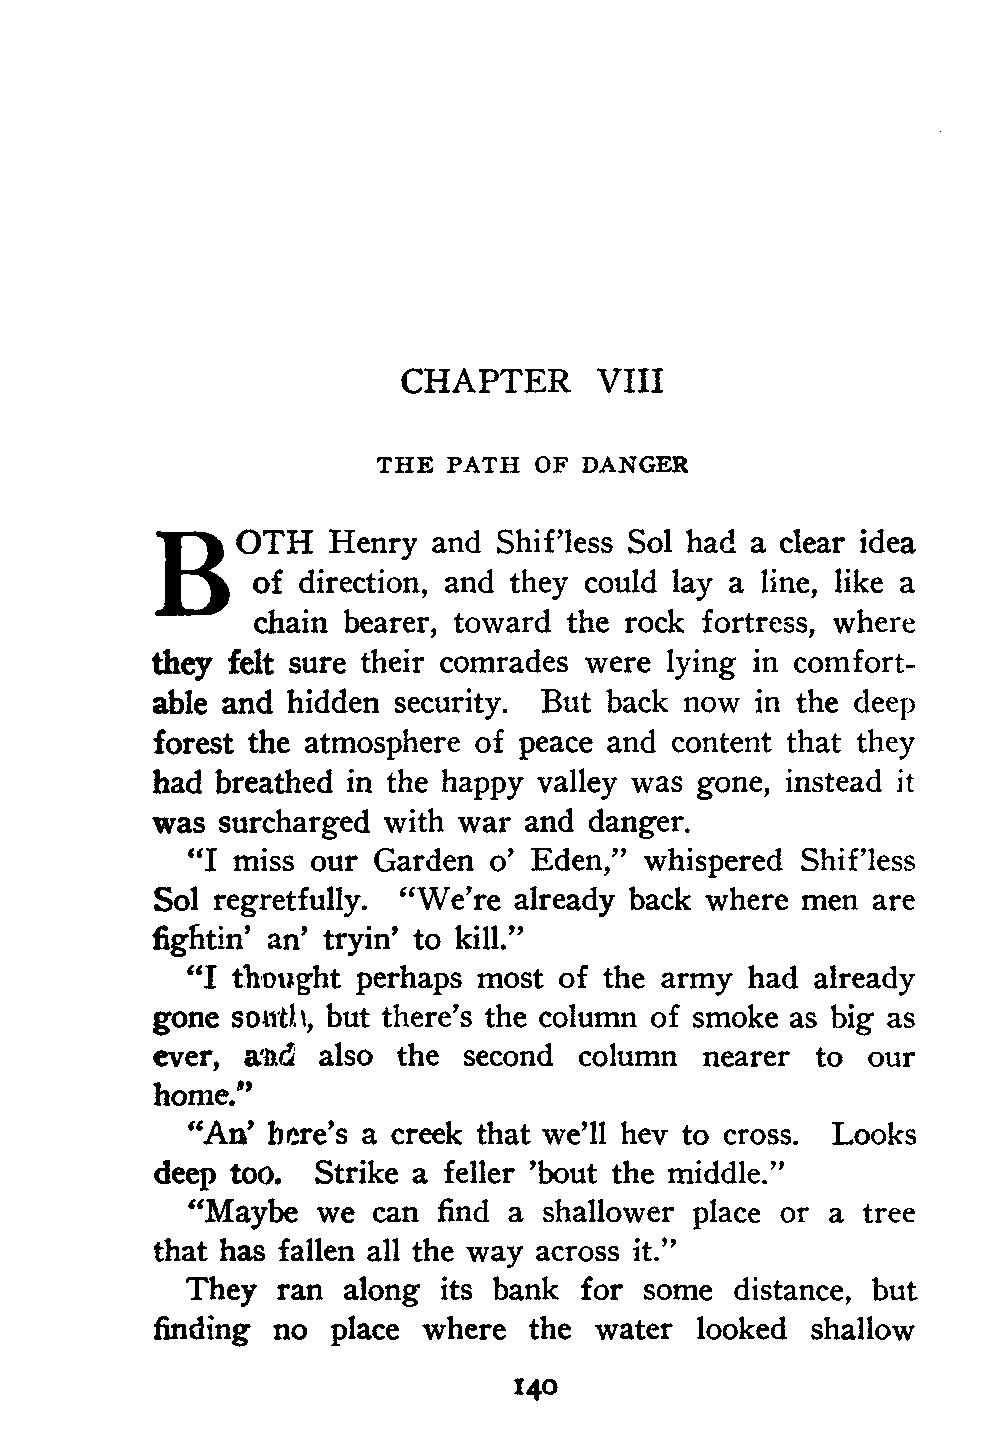 CHAPTER VIII
THE PATH OF DANGER
BOTH Henry and Shif'less Sol had a clear idea
of direction, and they could lay a line, like a
chain bearer, toward the rock fortress, where
they felt sure their comrades were lying in comfort-
able and hidden security. But back now in the deep
forest the atmosphere of peace and content that they
had breathed in the happy valley was gone, instead it
was surcharged with war and danger.
“I miss our Garden o’ Eden,” whispered Shif’less
Sol regretfully. “We’re already back where men are
fightin’ an’ tryin’ to kill.”
“I thought perhaps most of the army had already
gone south, but there’s the column of smoke as big as
ever, and also the second column nearer to our
home.”
“An’ here’s a creek that we’ll hev to cross. Looks
deep too. Strike a feller ’bout the middle.”
“Maybe we can find a shallower place or a tree
that has fallen all the way across it.”
They ran along its bank for some distance, but
finding no place where the water looked shallow
140